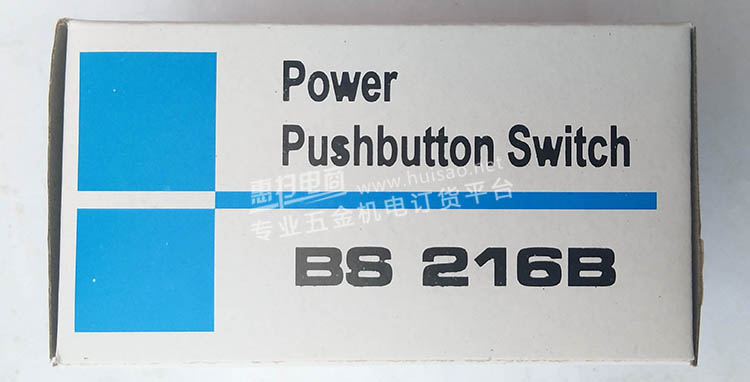 Power
Pushbutton Switch
惠扫电商 www.huisao.net
专业五金机电订货平台
BS 216B